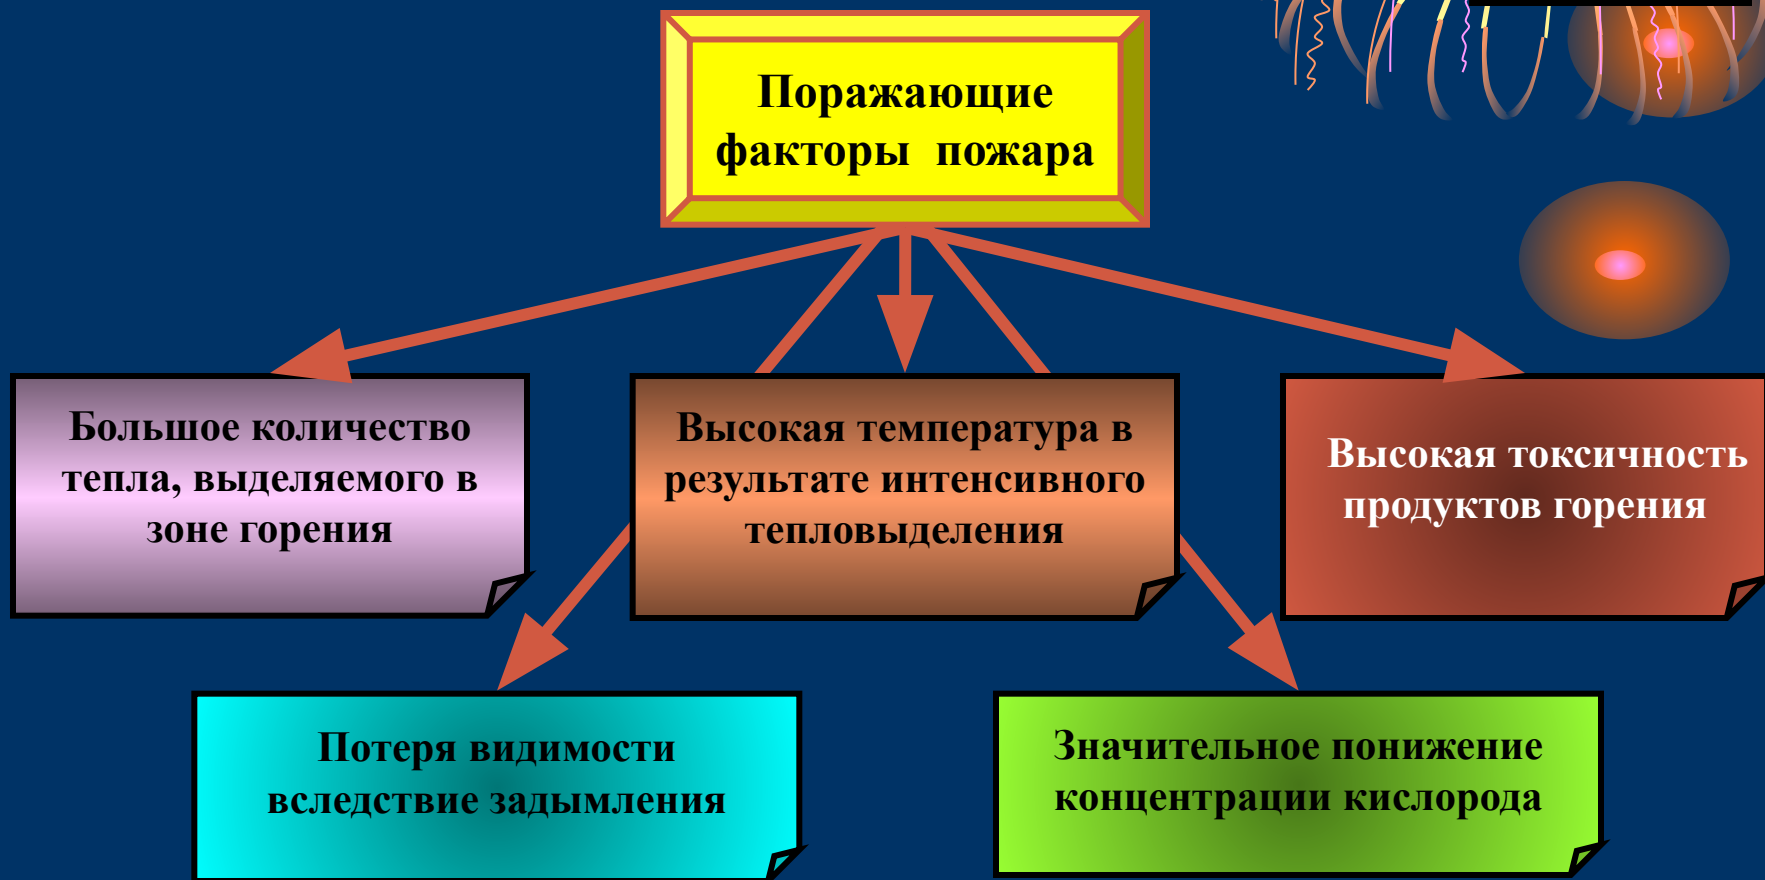 Поражающие
факторы пожара
Большое количество
тепла, выделяемого в
зоне горения
Высокая температура в
результате интенсивного
тепловыделения
Высокая токсичность
продуктов горения
Потеря видимости
вследствие задымления
Значительное понижение
концентрации кислорода